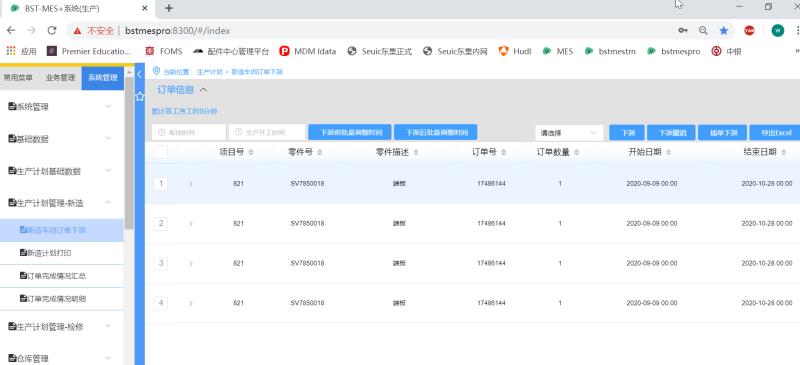 BST-MES+系统(生产)
不安全 | bstmespro:8300/#/index
应用 Premier Educatio... FOMS 配件中心管理平台 MDM Idata Seuic东集正式 Seuic东集内网 Hudl MES bstmestrn bstmespro 中银
常用菜单 业务管理 系统管理
当前位置: 生产计划 > 新造车间订单下派
订单信息
系统管理
累计首工序工时0分钟
配送时间 生产开工时间 下派前批量调整时间 下派后批量调整时间 请选择 下派 下派撤销 插单下派 导出Excel
基础数据
项目号 零件号 零件描述 订单号 订单数量 开始日期 结束日期
生产计划基础数据
1 821 SV7850018 端板 17486144 1 2020-09-09 00:00 2020-10-28 00:00
生产计划管理-新造
2 821 SV7850018 端板 17486144 1 2020-09-09 00:00 2020-10-28 00:00
新造车间订单下派
新造计划打印
3 821 SV7850018 端板 17486144 1 2020-09-09 00:00 2020-10-28 00:00
订单完成情况汇总
订单完成情况明细
4 821 SV7850018 端板 17486144 1 2020-09-09 00:00 2020-10-28 00:00
生产计划管理-检修
仓库管理